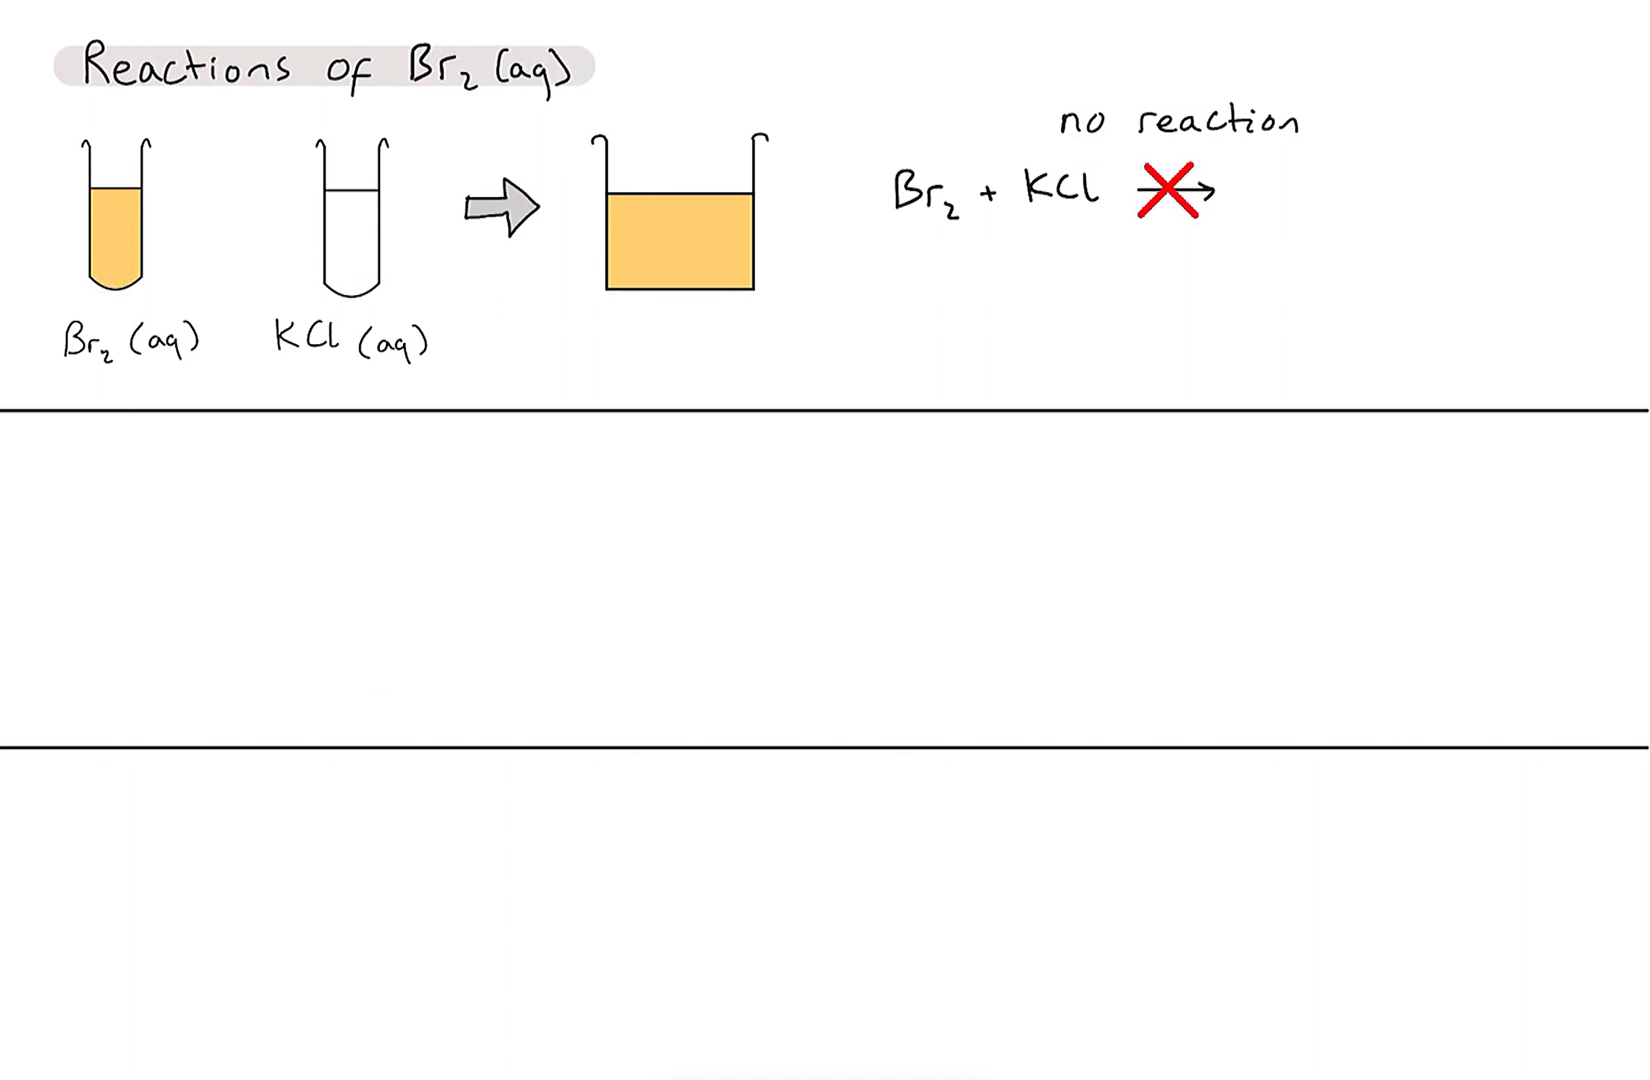 Reactions of Br₂ (aq)
no reaction
Br₂ + KCl →
Br₂ (aq)
KCl (aq)